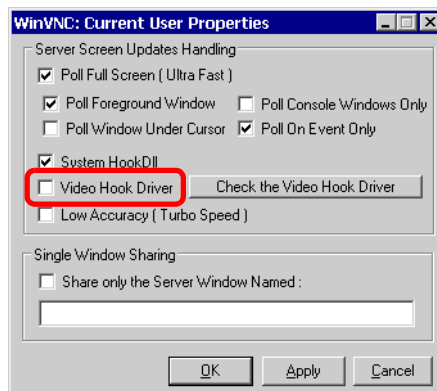 WinVNC: Current User Properties
Server Screen Updates Handling
Poll Full Screen ( Ultra Fast )
Poll Foreground Window Poll Console Windows Only
Poll Window Under Cursor Poll On Event Only
System HookDll
Video Hook Driver Check the Video Hook Driver
Low Accuracy ( Turbo Speed )
Single Window Sharing
Share only the Server Window Named :
OK Apply Cancel